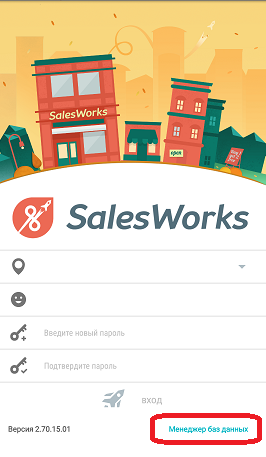 SalesWorks
open
SalesWorks
Введите новый пароль
Подтвердите пароль
ВХОД
Версия 2.70.15.01
Менеджер баз данных